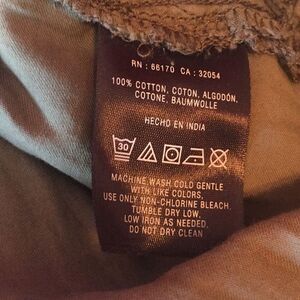 RN : 66170 CA : 32054
100% COTTON, COTON, ALGODÓN,
COTONE, BAUMWOLLE
HECHO EN INDIA
30
MACHINE WASH COLD GENTLE
WITH LIKE COLORS,
USE ONLY NON-CHLORINE BLEACH.
TUMBLE DRY LOW.
LOW IRON AS NEEDED.
DO NOT DRY CLEAN